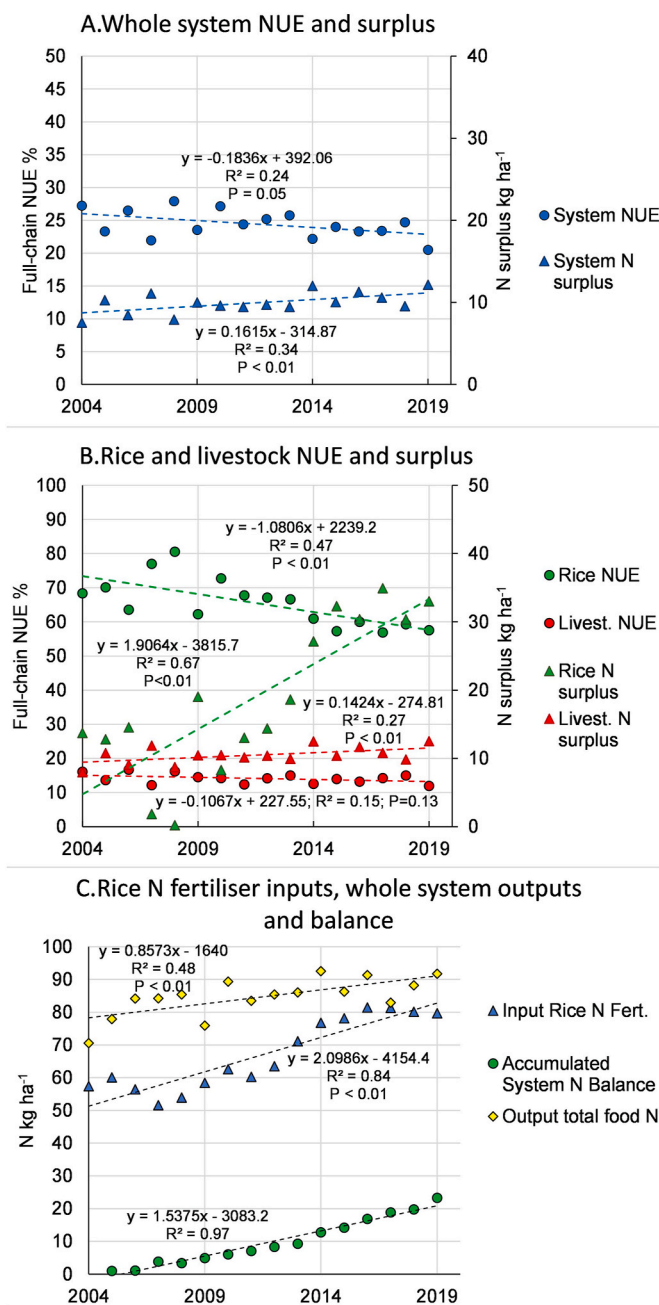 A.Whole system NUE and surplus
50
45
40
35
30
25
20
15
10
5
0
Full-chain NUE %
40
30
20
10
0
N surplus kg ha⁻¹
y = -0.1836x + 392.06
R² = 0.24
P = 0.05
y = 0.1615x - 314.87
R² = 0.34
P < 0.01
2004
2009
2014
2019
System NUE
System N
surplus
B.Rice and livestock NUE and surplus
100
90
80
70
60
50
40
30
20
10
0
Full-chain NUE %
50
40
30
20
10
0
N surplus kg ha⁻¹
y = -1.0806x + 2239.2
R² = 0.47
P < 0.01
y = 1.9064x - 3815.7
R² = 0.67
P<0.01
y = 0.1424x - 274.81
R² = 0.27
P < 0.01
y = -0.1067x + 227.55; R² = 0.15; P=0.13
2004
2009
2014
2019
Rice NUE
Livest. NUE
Rice N
surplus
Livest. N
surplus
C.Rice N fertiliser inputs, whole system outputs
and balance
100
90
80
70
60
50
40
30
20
10
0
N kg ha⁻¹
y = 0.8573x - 1640
R² = 0.48
P < 0.01
y = 2.0986x - 4154.4
R² = 0.84
P < 0.01
y = 1.5375x - 3083.2
R² = 0.97
2004
2009
2014
2019
Input Rice N Fert.
Accumulated
System N Balance
Output total food N